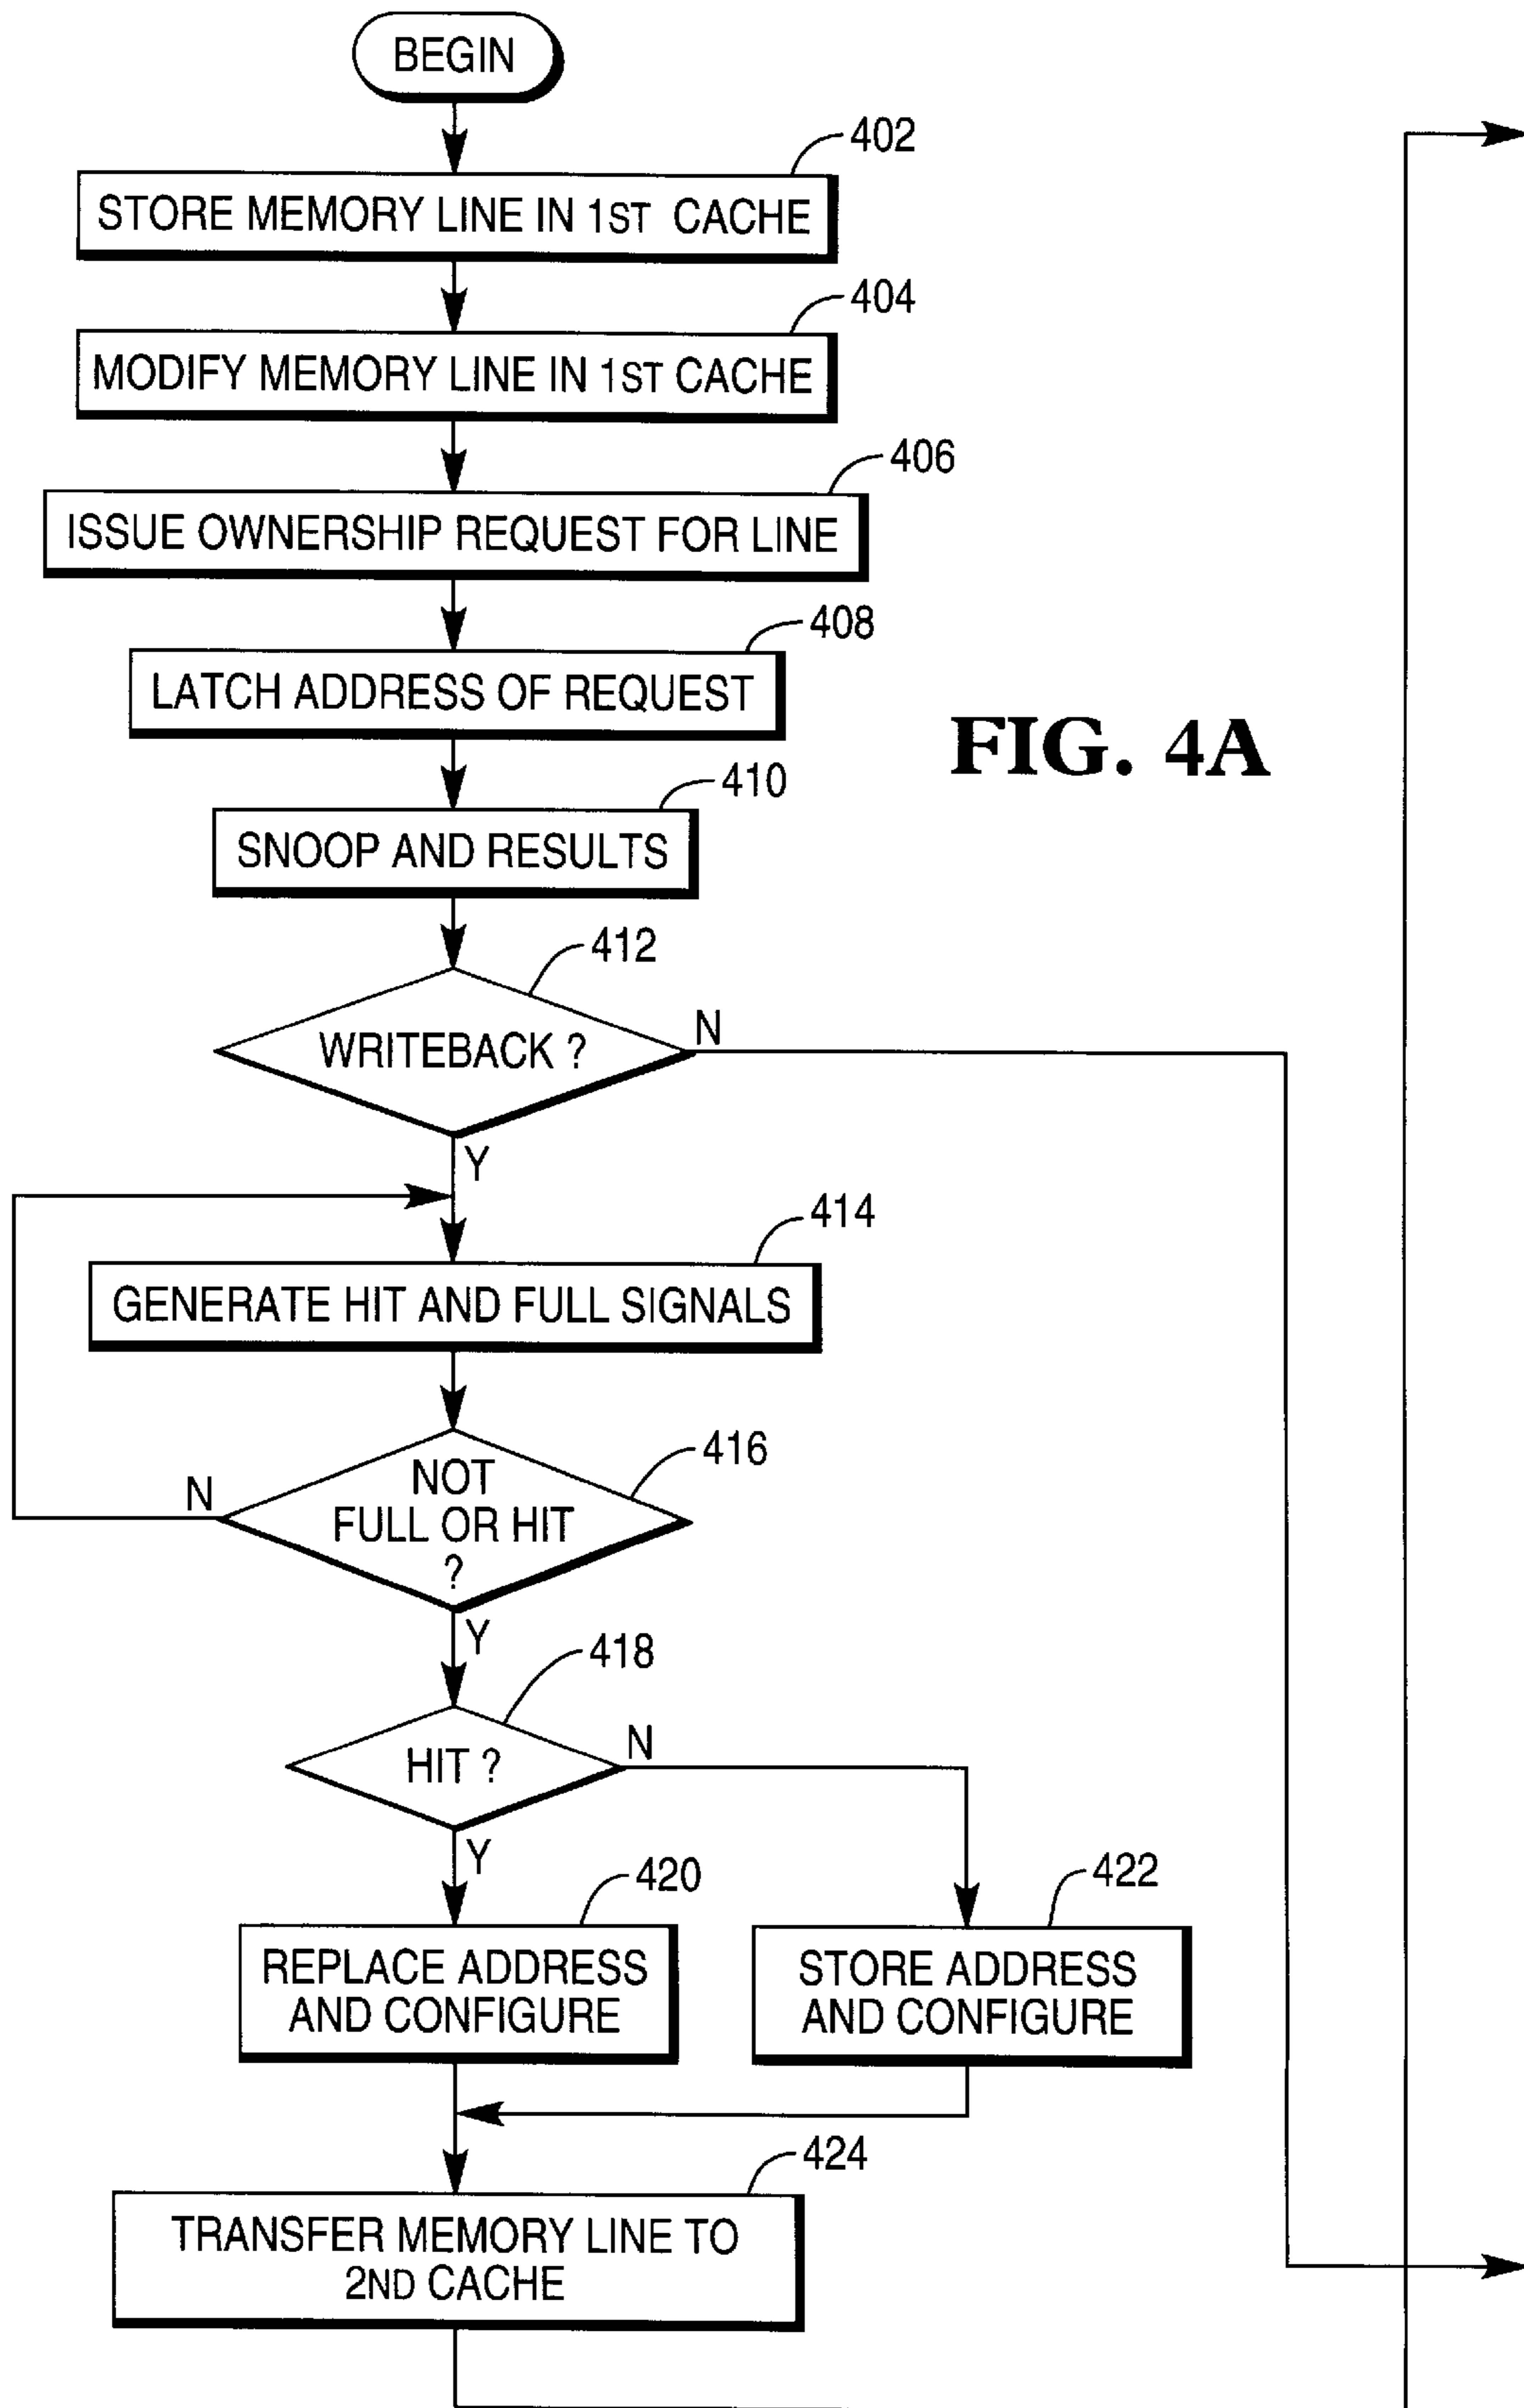 BEGIN
402
STORE MEMORY LINE IN 1ST CACHE
404
MODIFY MEMORY LINE IN 1ST CACHE
406
ISSUE OWNERSHIP REQUEST FOR LINE
408
LATCH ADDRESS OF REQUEST
FIG. 4A
410
SNOOP AND RESULTS
412
WRITEBACK ?
N
Y
414
GENERATE HIT AND FULL SIGNALS
416
NOT
FULL OR HIT
?
N
Y
418
HIT ?
N
Y
420
REPLACE ADDRESS
AND CONFIGURE
422
STORE ADDRESS
AND CONFIGURE
424
TRANSFER MEMORY LINE TO
2ND CACHE